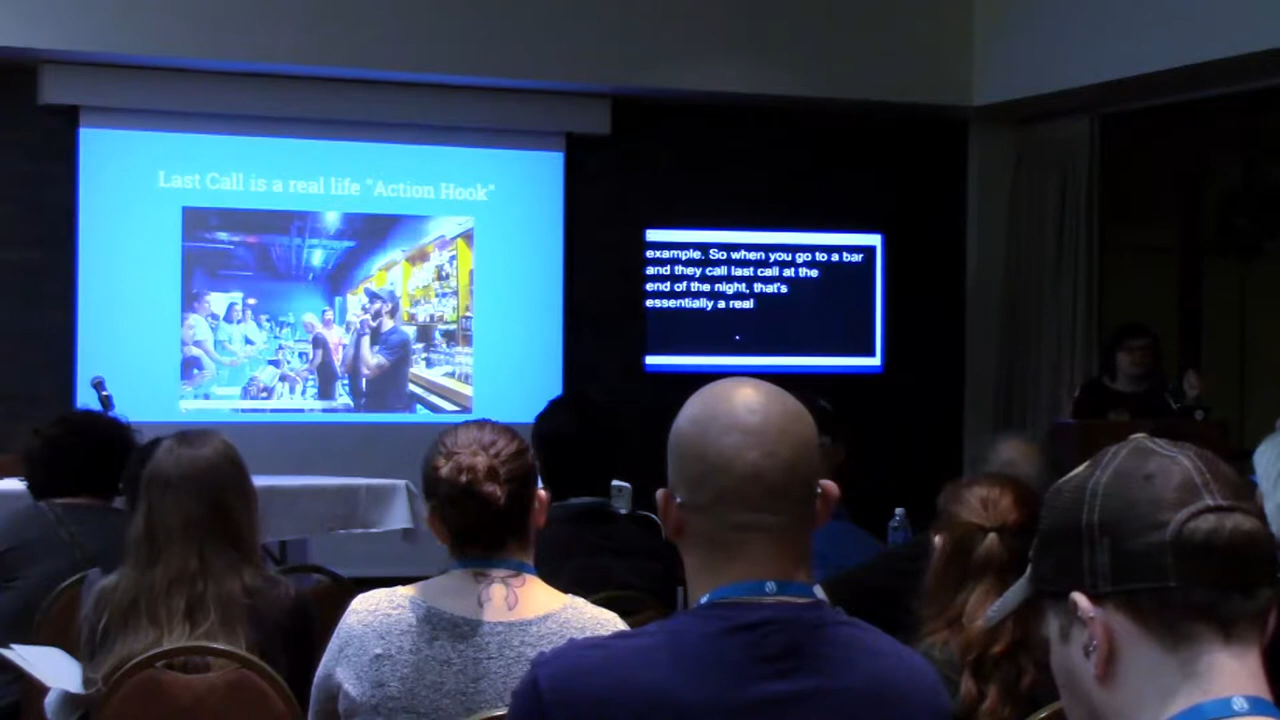 Last Call is a real life "Action Hook"
example. So when you go to a bar
and they call last call at the
end of the night, that's
essentially a real